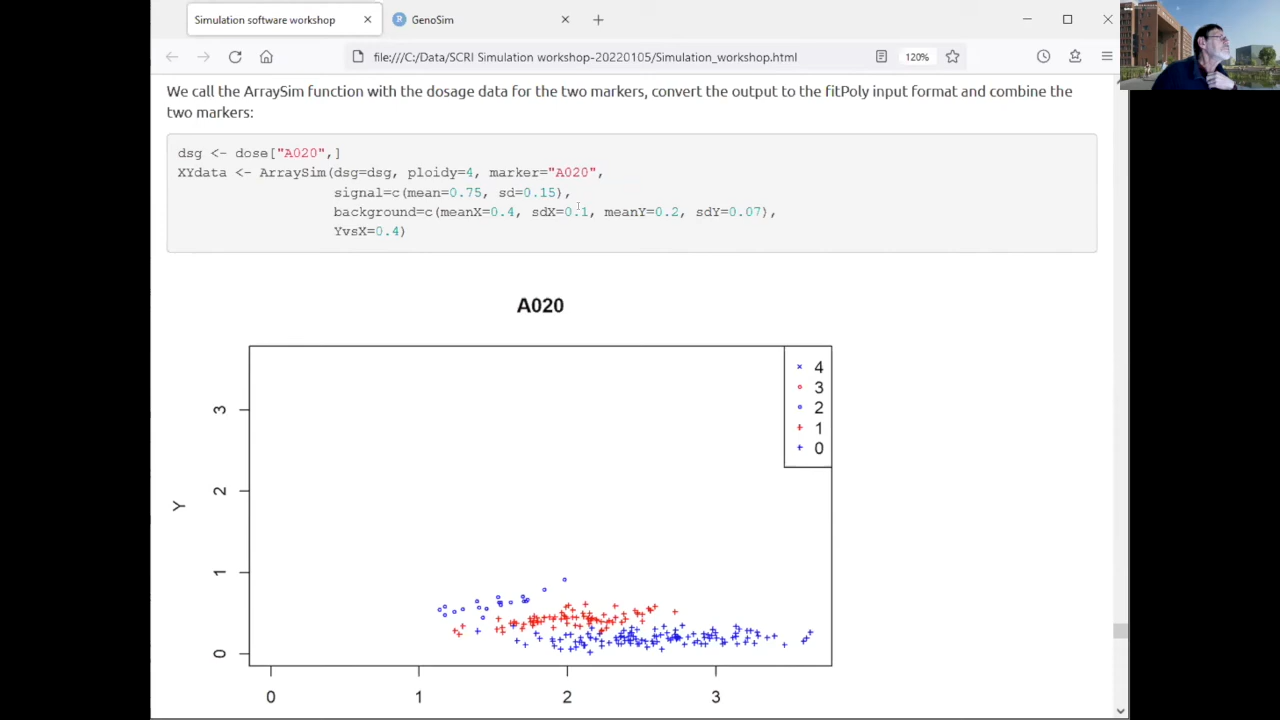 Simulation software workshop
R GenoSim
file:///C:/Data/SCRI Simulation workshop-20220105/Simulation_workshop.html
120%
We call the ArraySim function with the dosage data for the two markers, convert the output to the fitPoly input format and combine the
two markers:
dsg <- dose["A020",]
XYdata <- ArraySim(dsg=dsg, ploidy=4, marker="A020",
signal=c(mean=0.75, sd=0.15),
background=c(meanX=0.4, sdX=0.1, meanY=0.2, sdY=0.07),
YvsX=0.4)
A020
4
3
2
1
0
3
2
Y
1
0
0 1 2 3